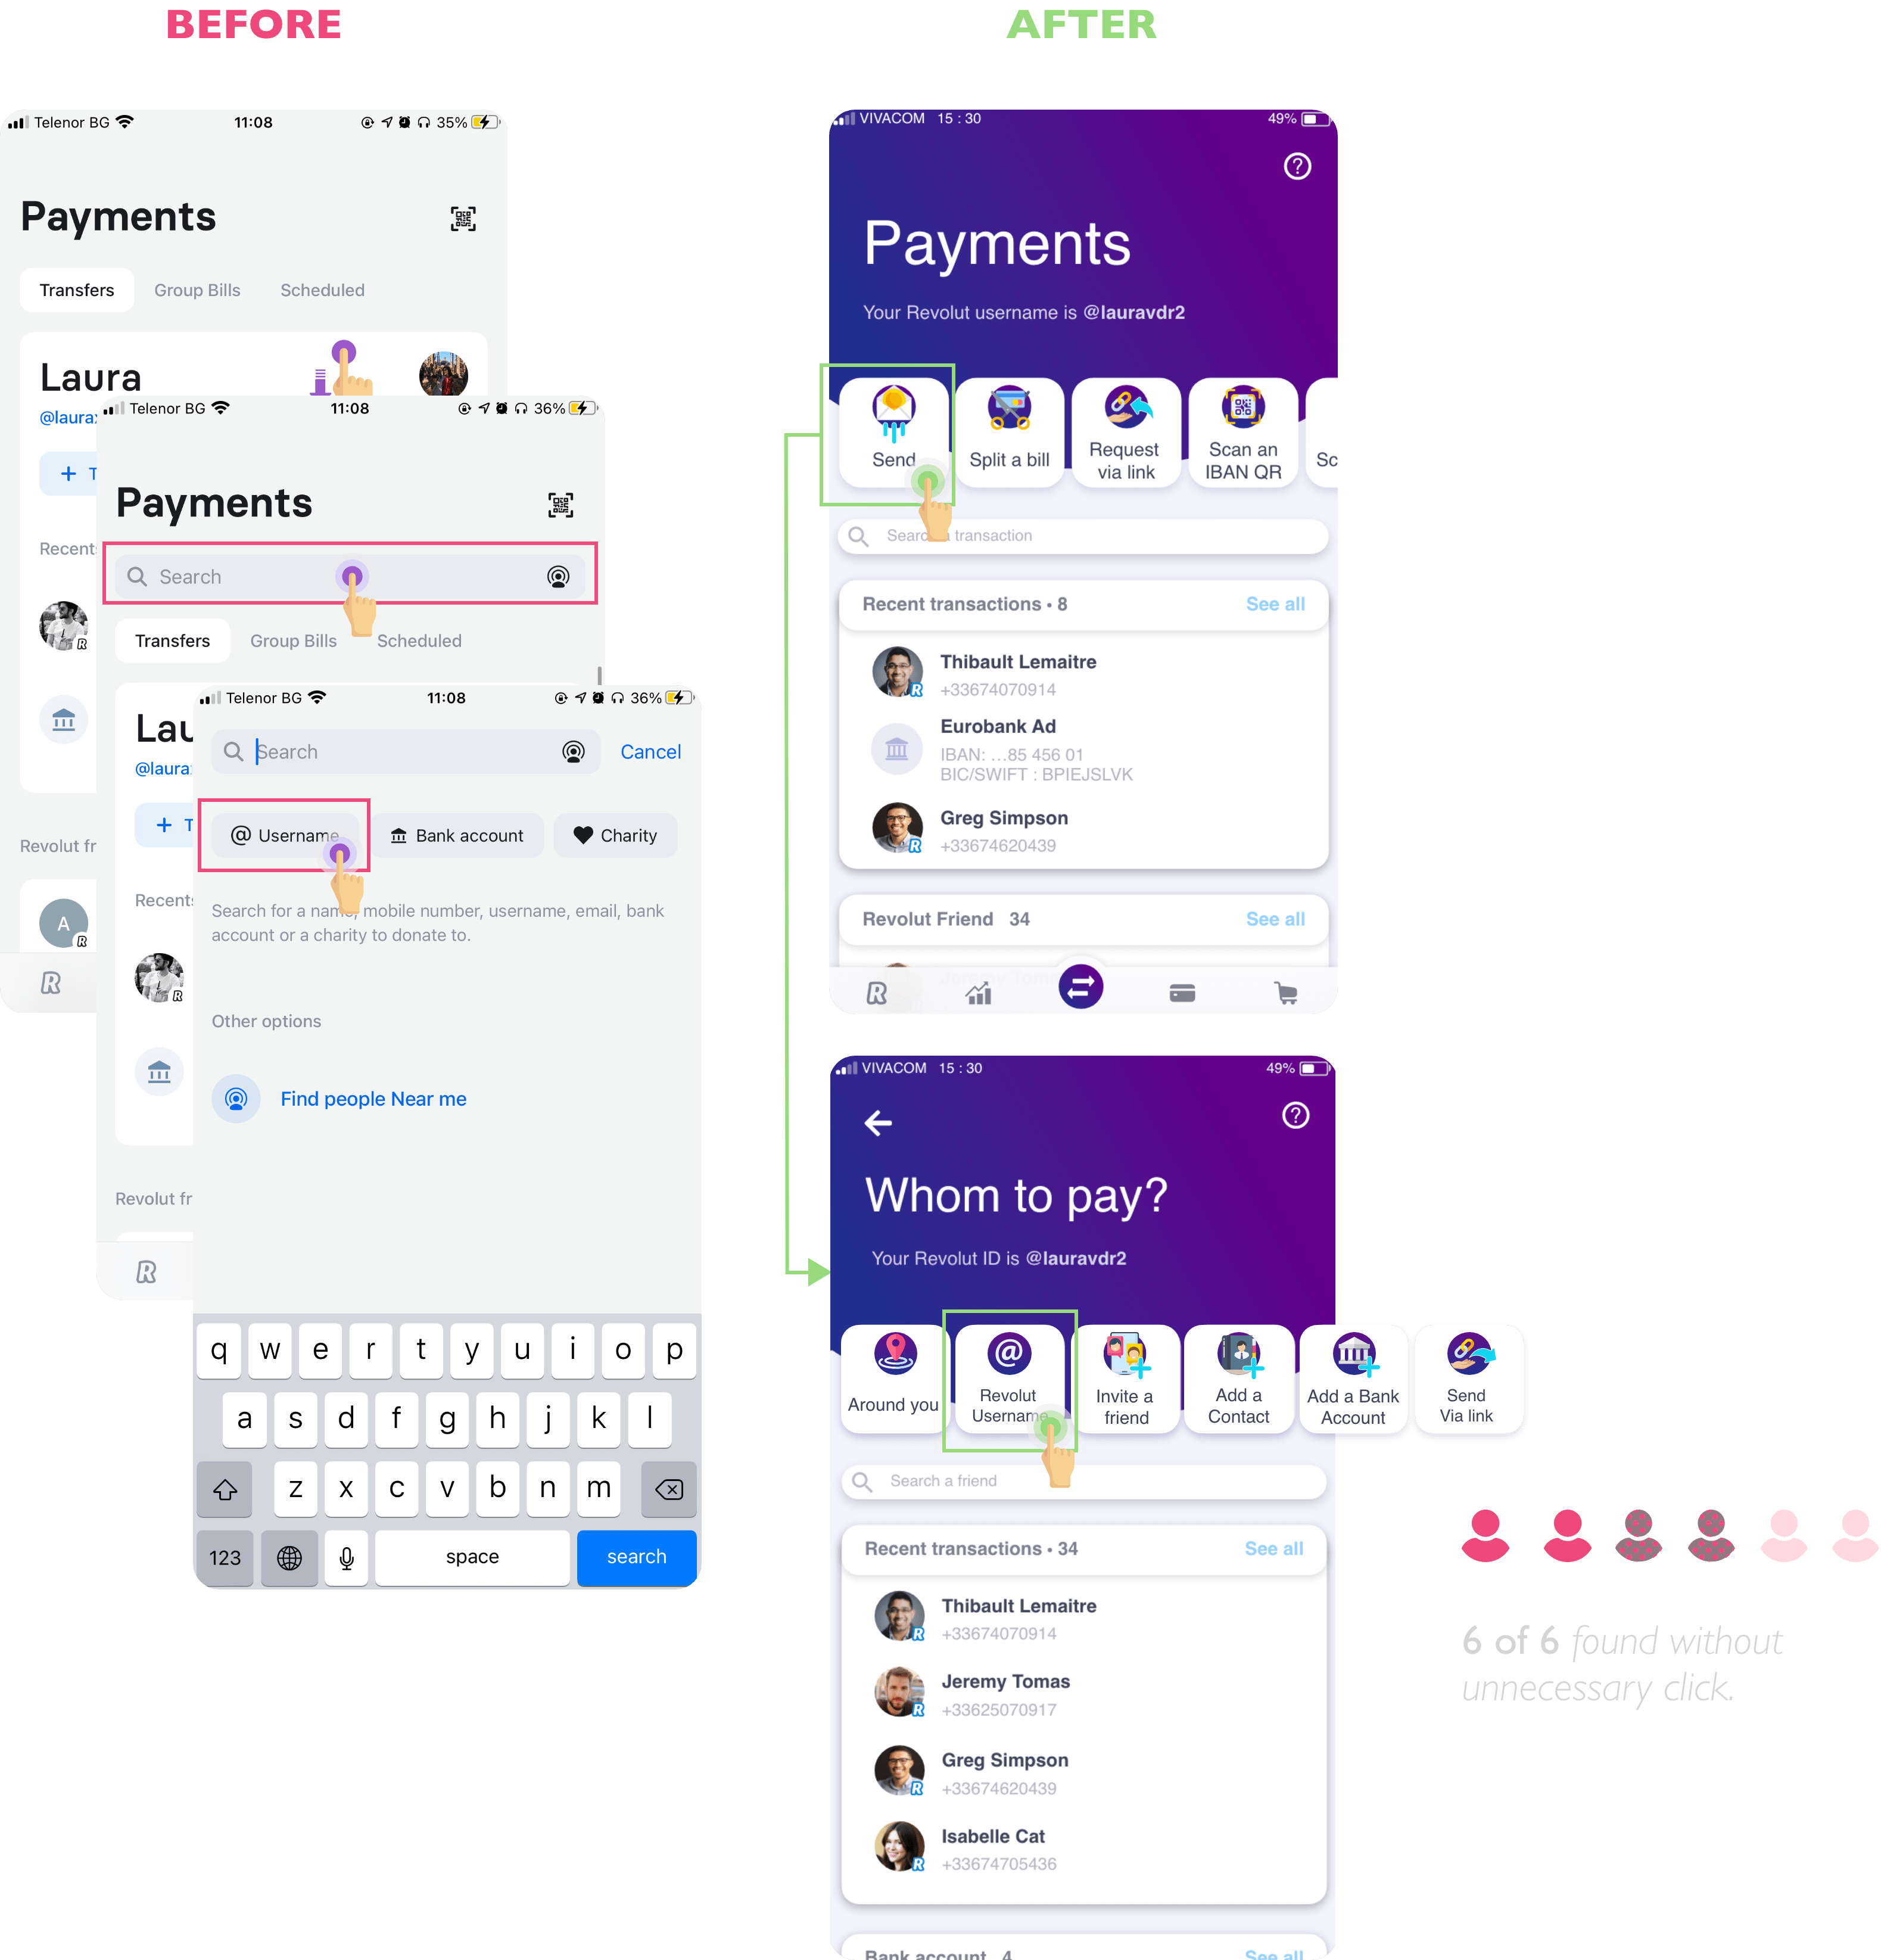 BEFORE
AFTER
Telenor BG
11:08
35%
Payments
Transfers
Group Bills
Scheduled
Laura
@laura
+ T
Recent
R
A
R
Revolut fr
R
Telenor BG
11:08
36%
Payments
Search
Transfers
Group Bills
Scheduled
Lau
@laura
+ T
Recent
R
Revolut fr
R
Telenor BG
11:08
36%
Search
Cancel
@ Username
Bank account
Charity
Search for a name, mobile number, username, email, bank
account or a charity to donate to.
Other options
Find people Near me
q w e r t y u i o p
a s d f g h j k l
z x c v b n m
123
space
search
VIVACOM 15 : 30
49%
?
Payments
Your Revolut username is @lauravdr2
Send
Split a bill
Request
via link
Scan an
IBAN QR
Sc
Search a transaction
Recent transactions • 8
See all
Thibault Lemaitre
+33674070914
R
Eurobank Ad
IBAN: ...85 456 01
BIC/SWIFT : BPIEJSLVK
Greg Simpson
+33674620439
R
Revolut Friend 34
See all
Jeremy Toma
R
VIVACOM 15 : 30
49%
?
Whom to pay?
Your Revolut ID is @lauravdr2
Around you
@
Revolut
Username
Invite a
friend
Add a
Contact
Add a Bank
Account
Send
Via link
Search a friend
Recent transactions • 34
See all
Thibault Lemaitre
+33674070914
R
Jeremy Tomas
+33625070917
R
Greg Simpson
+33674620439
R
Isabelle Cat
+33674705436
R
Bank account 4
See all
6 of 6 found without
unnecessary click.